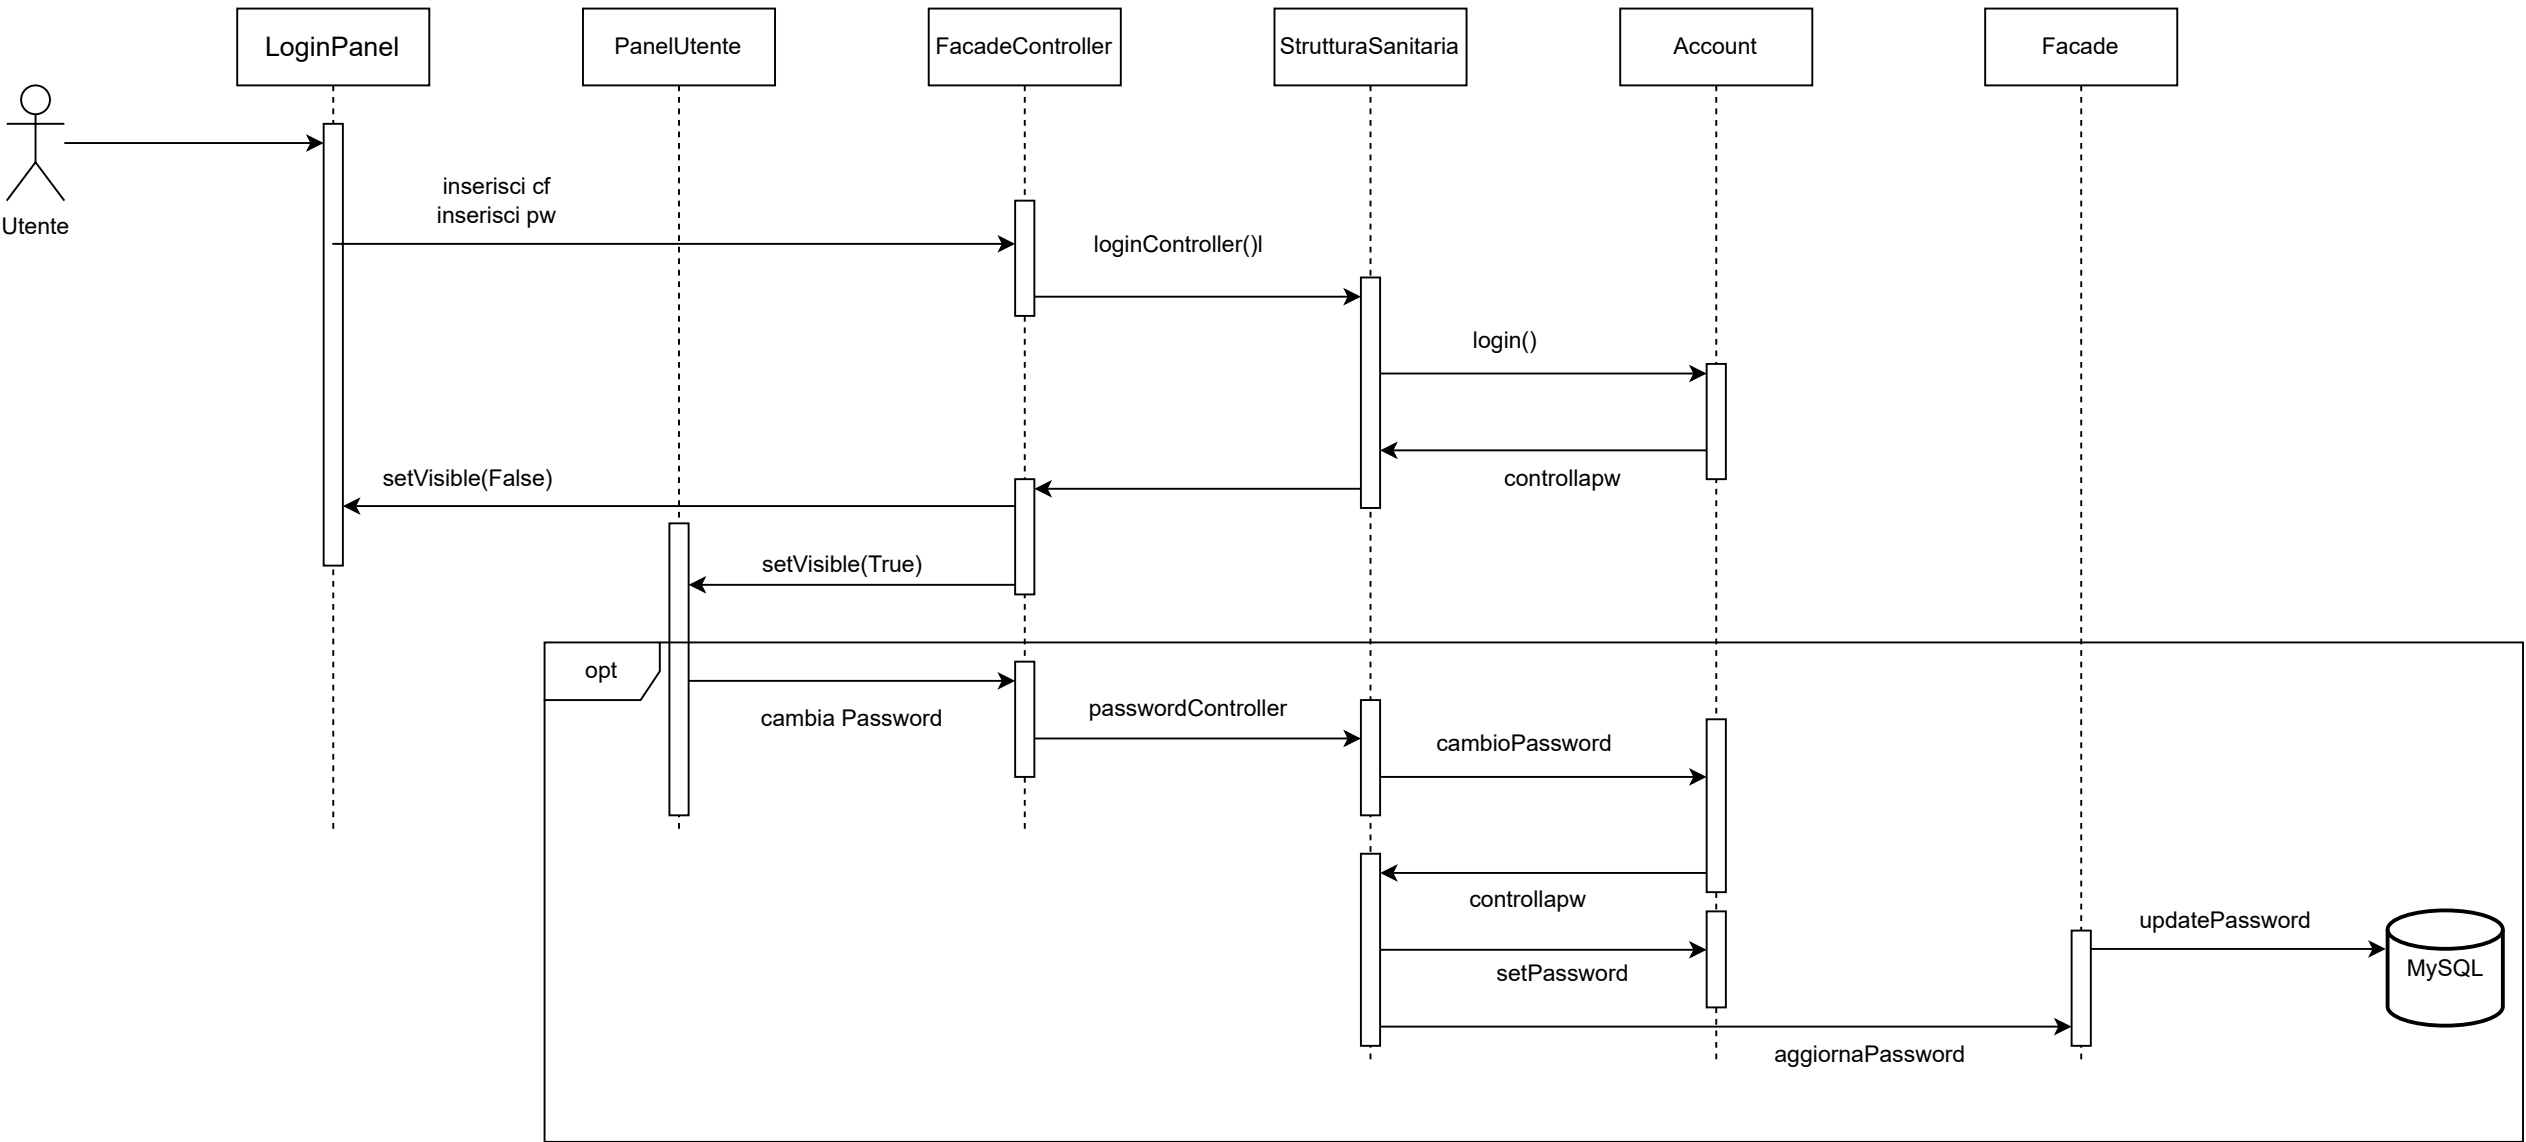 LoginPanel
PanelUtente
FacadeController
StrutturaSanitaria
Account
Facade
Utente
inserisci cf
inserisci pw
loginController()l
login()
controllapw
setVisible(False)
setVisible(True)
opt
cambia Password
passwordController
cambioPassword
controllapw
setPassword
updatePassword
MySQL
aggiornaPassword